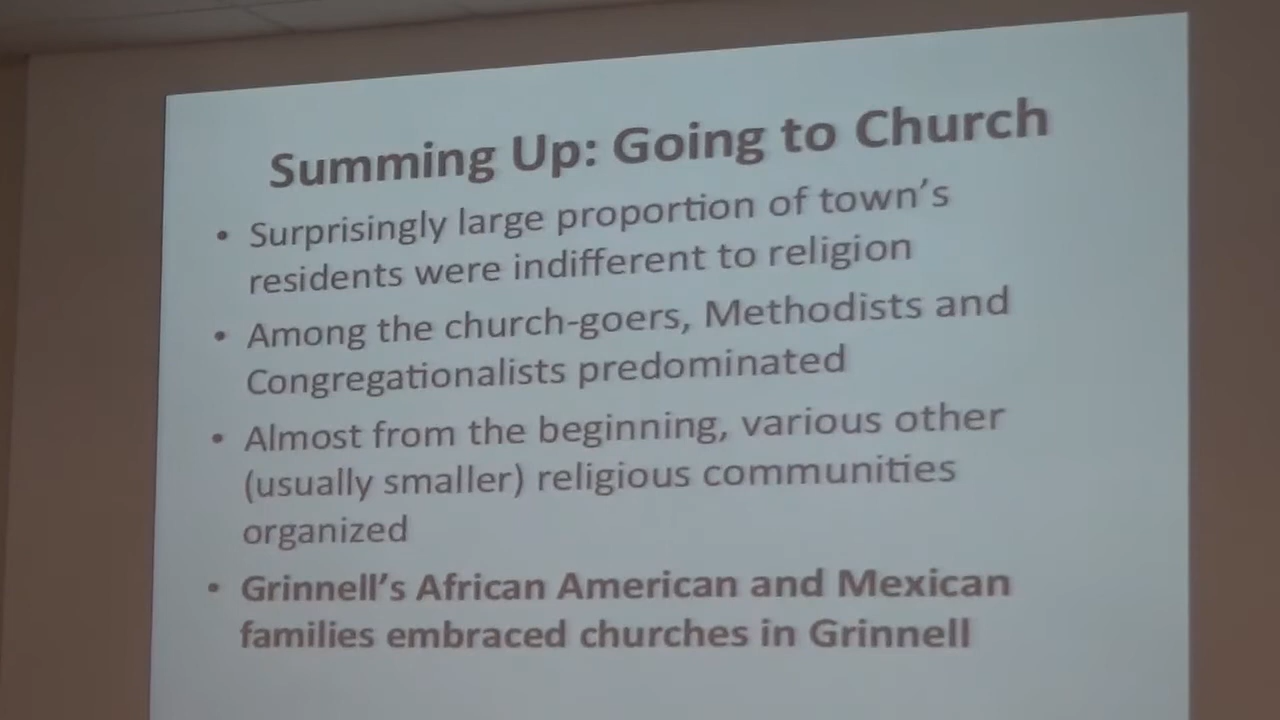 Summing Up: Going to Church
• Surprisingly large proportion of town's
residents were indifferent to religion
• Among the church-goers, Methodists and
Congregationalists predominated
• Almost from the beginning, various other
(usually smaller) religious communities
organized
• Grinnell's African American and Mexican
families embraced churches in Grinnell